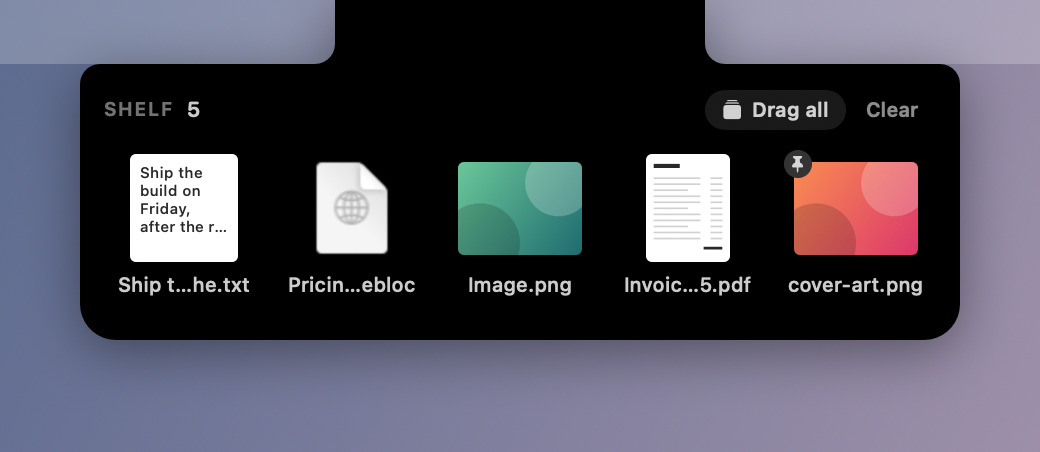 SHELF 5
Drag all
Clear
Ship the
build on
Friday,
after the r...
Ship t...he.txt
Pricin...ebloc
Image.png
Invoic...5.pdf
cover-art.png